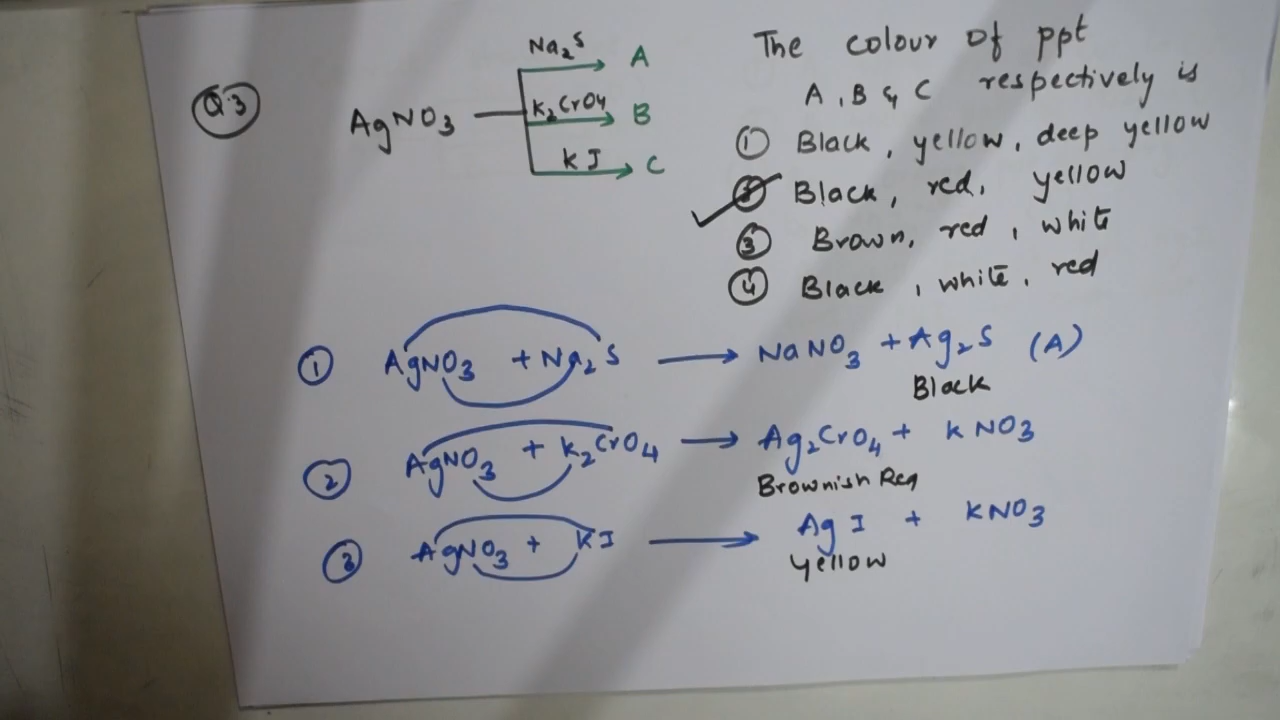 Q.3
AgNO3
Na2S
A
K2CrO4
B
KI
C
The colour of ppt
A, B & C respectively is
① Black, yellow, deep yellow
② Black, red, yellow
③ Brown, red, white
④ Black, white, red
① AgNO3 + Na2S → NaNO3 + Ag2S (A)
Black
② AgNO3 + K2CrO4 → Ag2CrO4 + KNO3
Brownish Red
③ AgNO3 + KI → AgI + KNO3
Yellow